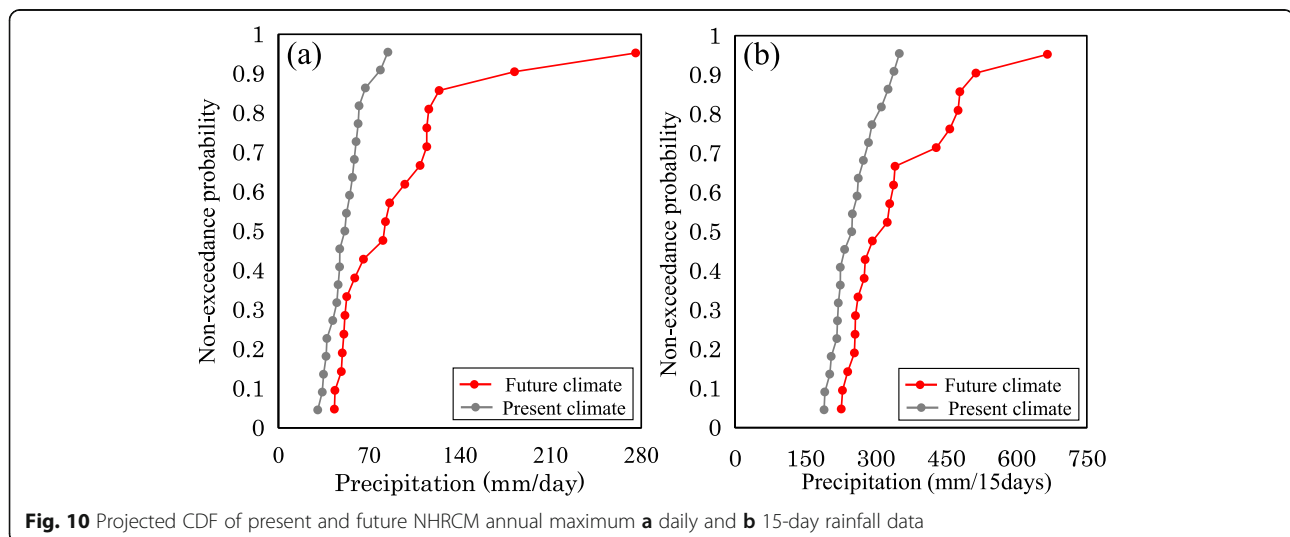 (a)
Non-exceedance probability
1
0.9
0.8
0.7
0.6
0.5
0.4
0.3
0.2
0.1
0
Future climate
Present climate
0 70 140 210 280
Precipitation (mm/day)
(b)
Non-exceedance probability
1
0.9
0.8
0.7
0.6
0.5
0.4
0.3
0.2
0.1
0
Future climate
Present climate
0 150 300 450 600 750
Precipitation (mm/15days)
Fig. 10 Projected CDF of present and future NHRCM annual maximum a daily and b 15-day rainfall data